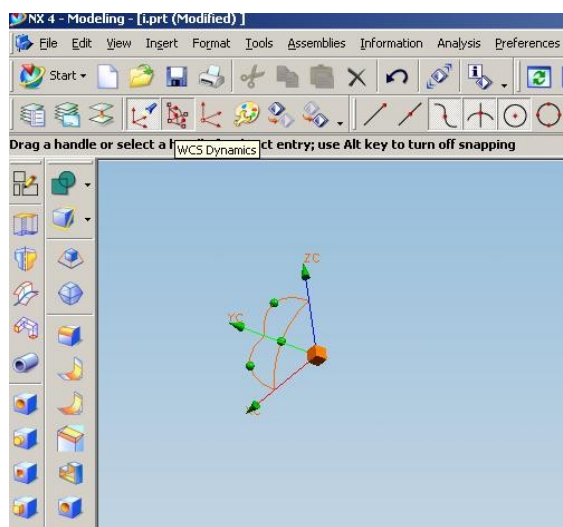 NX 4 - Modeling - [i.prt (Modified) ]
File Edit View Insert Format Tools Assemblies Information Analysis Preferences
Start
Drag a handle or select a h ct entry; use Alt key to turn off snapping
WCS Dynamics
ZC
YC